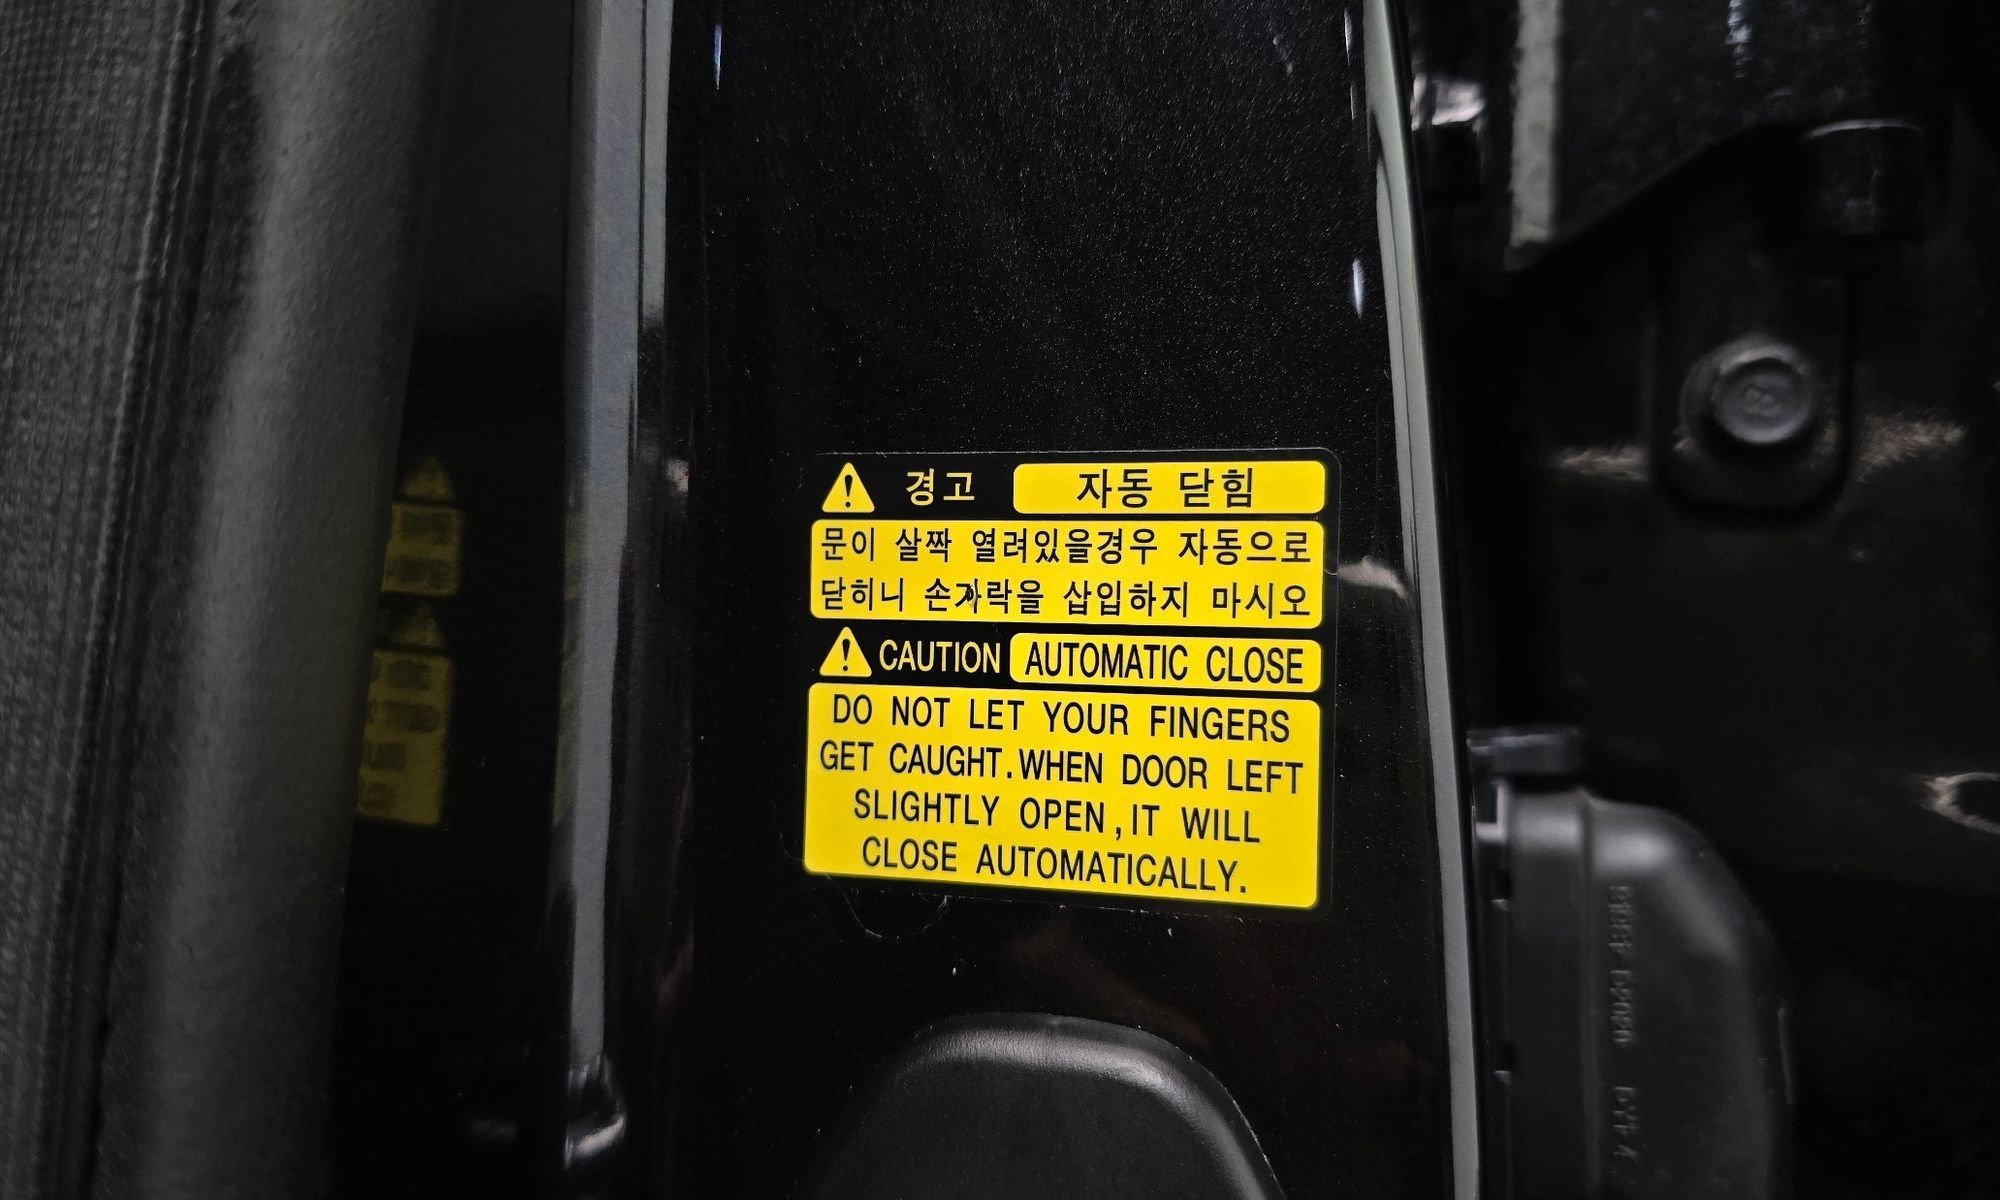 경고 자동 닫힘
문이 살짝 열려있을경우 자동으로
닫히니 손가락을 삽입하지 마시오
CAUTION AUTOMATIC CLOSE
DO NOT LET YOUR FINGERS
GET CAUGHT.WHEN DOOR LEFT
SLIGHTLY OPEN,IT WILL
CLOSE AUTOMATICALLY.